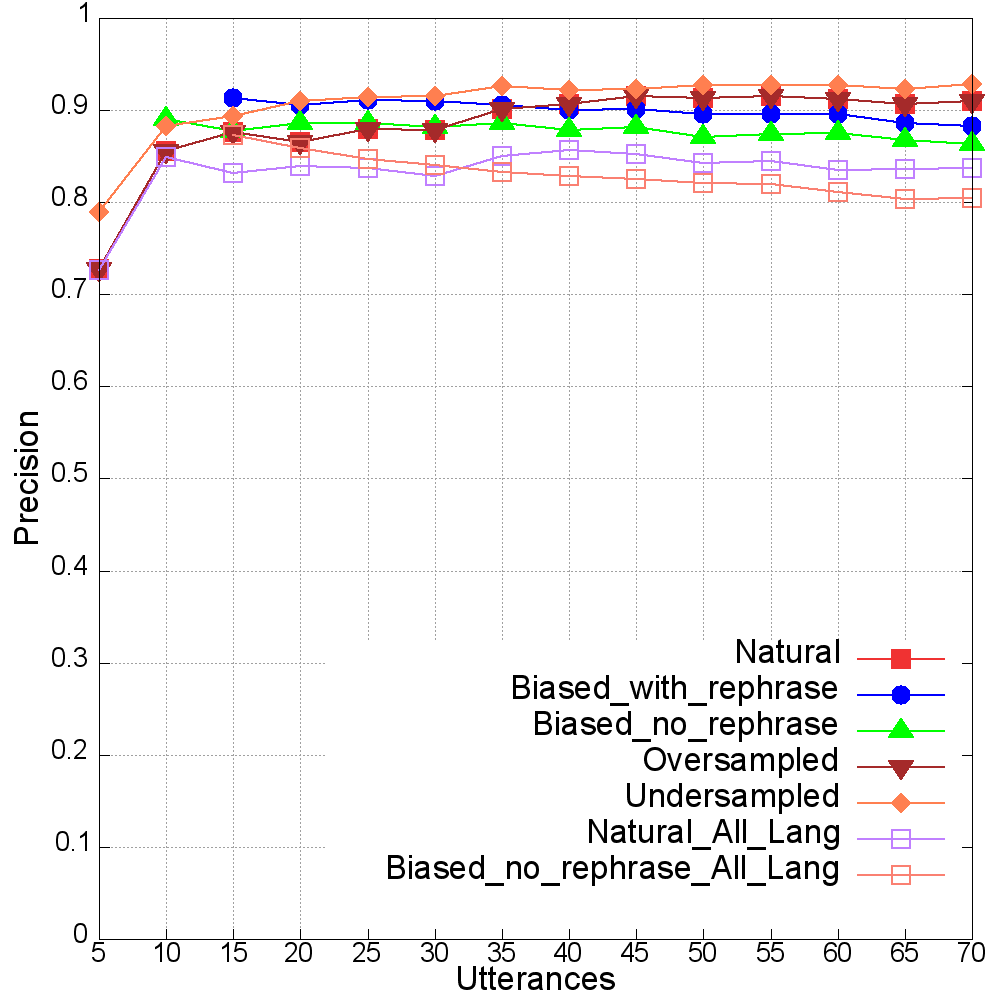 1
0.9
0.8
0.7
0.6
0.5
0.4
0.3
0.2
0.1
0
Precision
Natural
Biased_with_rephrase
Biased_no_rephrase
Oversampled
Undersampled
Natural_All_Lang
Biased_no_rephrase_All_Lang
5 10 15 20 25 30 35 40 45 50 55 60 65 70
Utterances